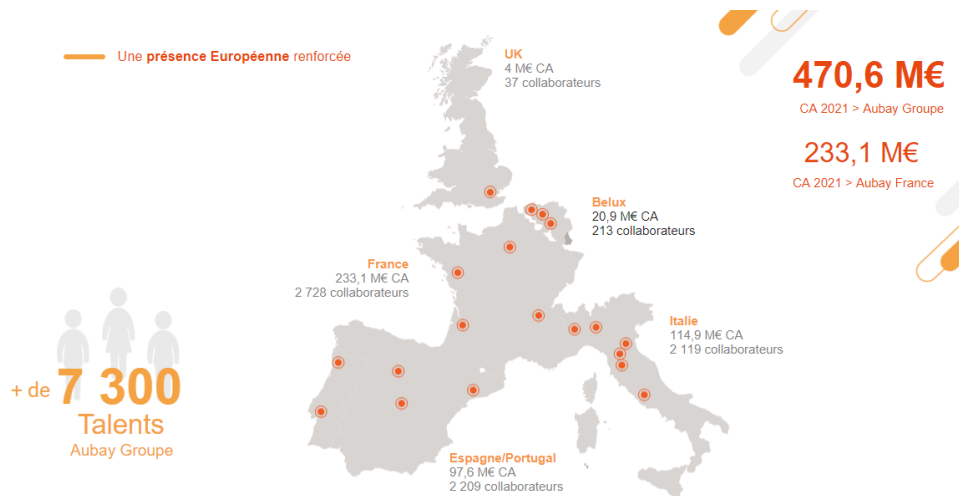 Une présence Européenne renforcée
UK
4 M€ CA
37 collaborateurs
470,6 M€
CA 2021 > Aubay Groupe
233,1 M€
CA 2021 > Aubay France
Belux
20,9 M€ CA
213 collaborateurs
France
233,1 M€ CA
2 728 collaborateurs
Italie
114,9 M€ CA
2 119 collaborateurs
+ de 7 300
Talents
Aubay Groupe
Espagne/Portugal
97,6 M€ CA
2 209 collaborateurs